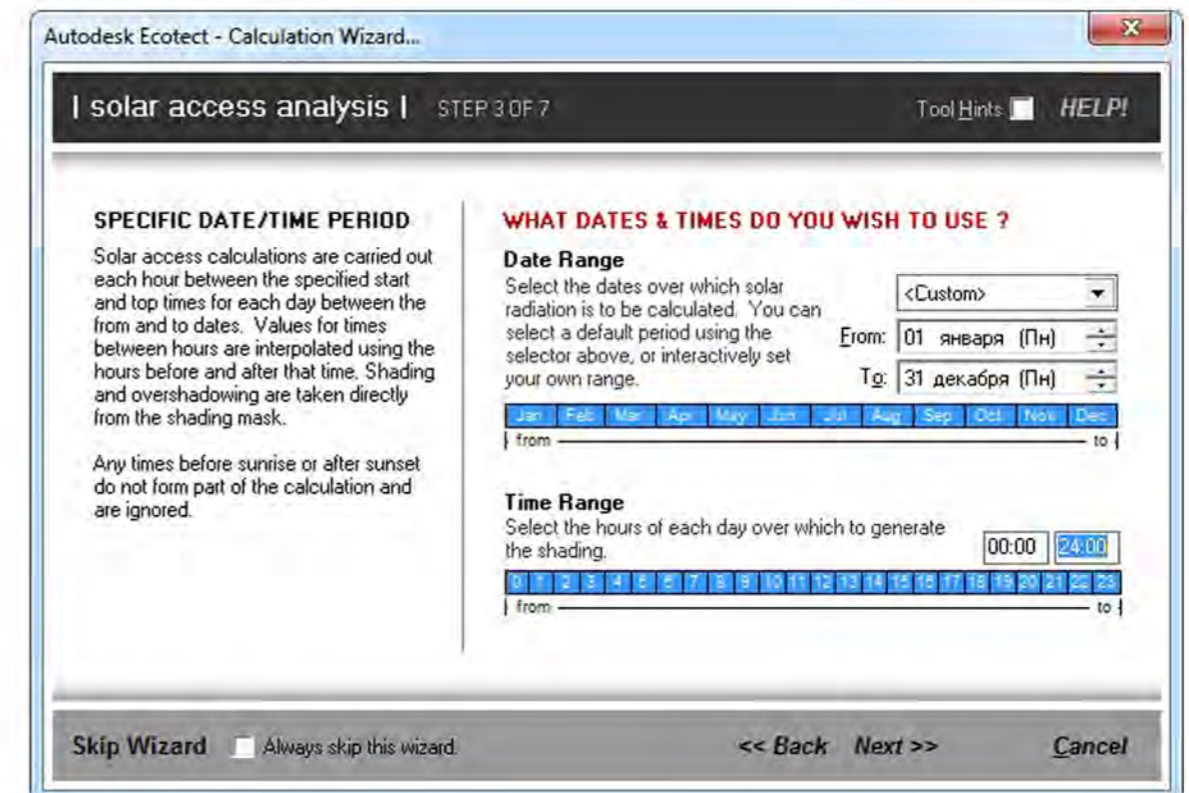 Autodesk Ecotect - Calculation Wizard...
| solar access analysis | STEP 3 OF 7 Tool Hints HELP!
SPECIFIC DATE/TIME PERIOD
Solar access calculations are carried out
each hour between the specified start
and top times for each day between the
from and to dates. Values for times
between hours are interpolated using the
hours before and after that time, Shading
and overshadowing are taken directly
from the shading mask.
Any times before sunrise or after sunset
do not form part of the calculation and
are ignored.
WHAT DATES & TIMES DO YOU WISH TO USE ?
Date Range
Select the dates over which solar
radiation is to be calculated. You can
select a default period using the
selector above, or interactively set
your own range.
<Custom>
From: 01 января (Пн)
To: 31 декабря (Пн)
Jan Feb Mar Apr May Jun Jul Aug Sep Oct Nov Dec
from to
Time Range
Select the hours of each day over which to generate
the shading.
00:00 24:00
0 1 2 3 4 5 6 7 8 9 10 11 12 13 14 15 16 17 18 19 20 21 22 23
from to
Skip Wizard Always skip this wizard. << Back Next >> Cancel